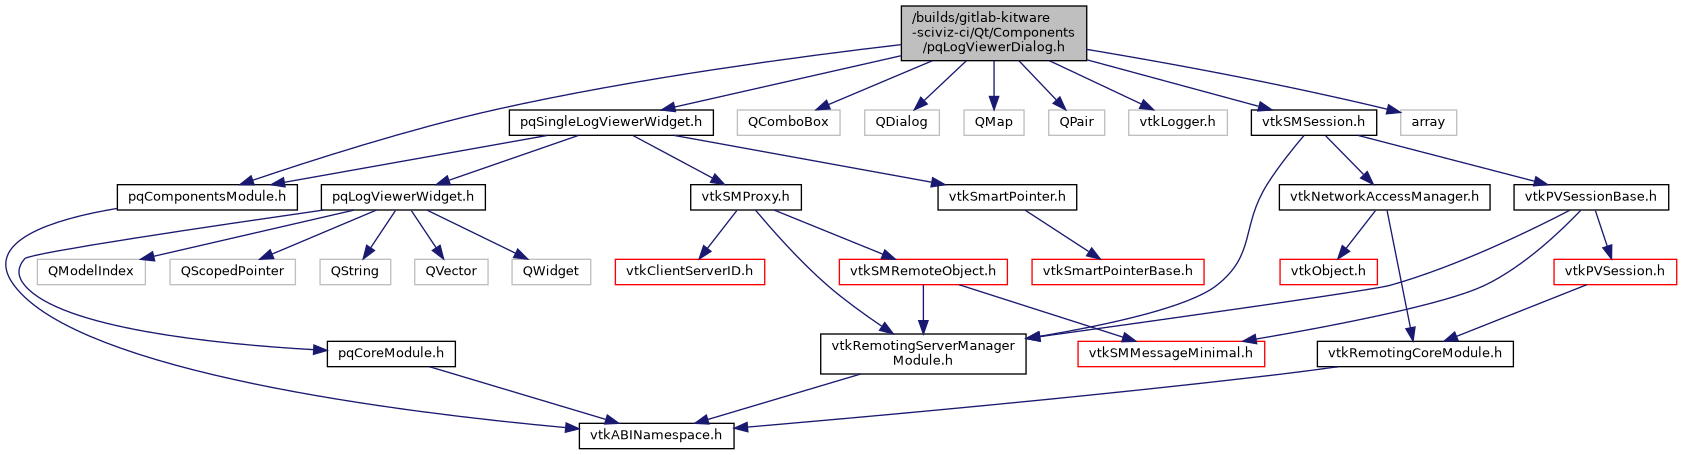 /builds/gitlab-kitware
-sciviz-ci/Qt/Components
/pqLogViewerDialog.h
pqSingleLogViewerWidget.h
QComboBox
QDialog
QMap
QPair
vtkLogger.h
vtkSMSession.h
array
pqComponentsModule.h
pqLogViewerWidget.h
vtkSMProxy.h
vtkSmartPointer.h
vtkNetworkAccessManager.h
vtkPVSessionBase.h
QModelIndex
QScopedPointer
QString
QVector
QWidget
vtkClientServerID.h
vtkSMRemoteObject.h
vtkSmartPointerBase.h
vtkObject.h
vtkPVSession.h
pqCoreModule.h
vtkRemotingServerManager
Module.h
vtkSMMessageMinimal.h
vtkRemotingCoreModule.h
vtkABINamespace.h